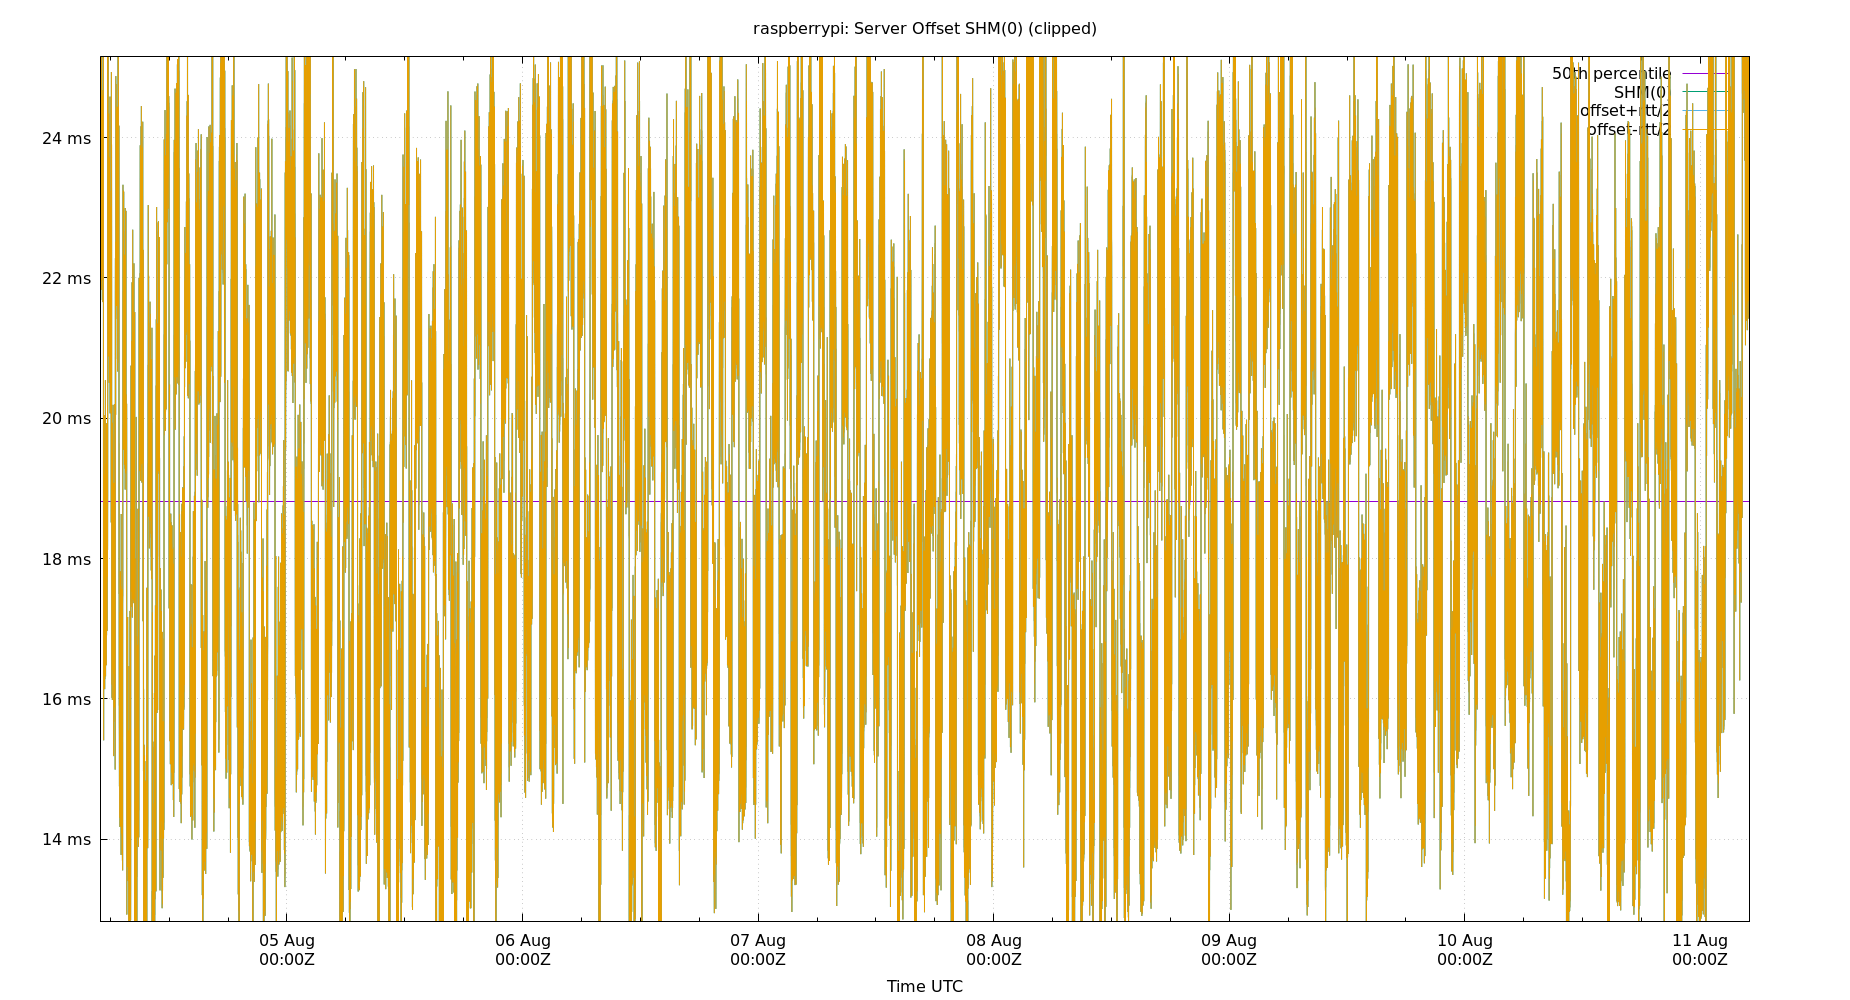 raspberrypi: Server Offset SHM(0) (clipped)
50th percentile
SHM(0)
offset+rtt/2
offset-rtt/2
24 ms
22 ms
20 ms
18 ms
16 ms
14 ms
05 Aug 06 Aug 07 Aug 08 Aug 09 Aug 10 Aug 11 Aug
00:00Z 00:00Z 00:00Z 00:00Z 00:00Z 00:00Z 00:00Z
Time UTC